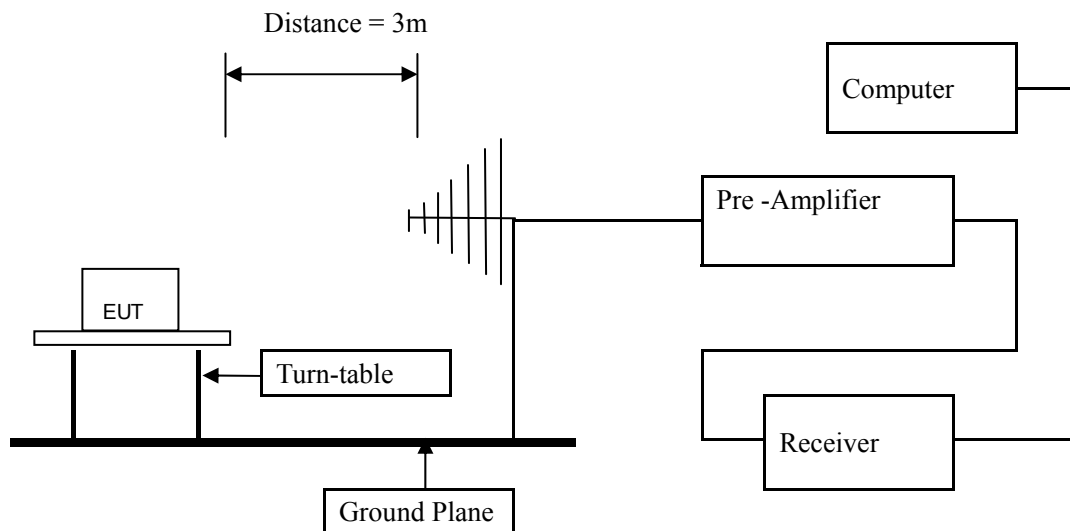 Distance = 3m
Computer
Pre -Amplifier
EUT
Turn-table
Receiver
Ground Plane